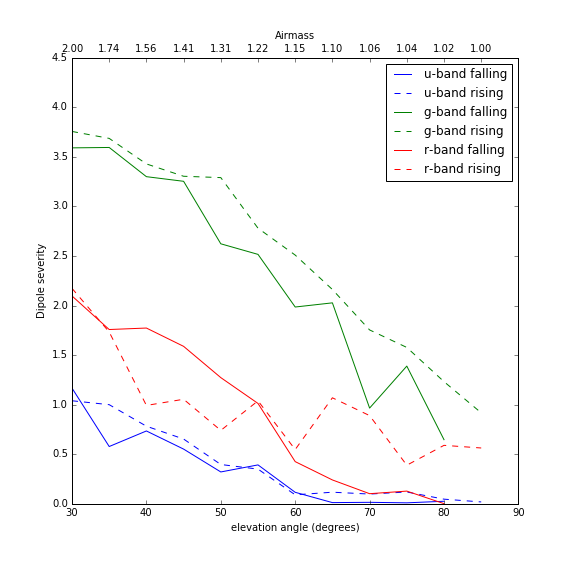 Airmass
2.00 1.74 1.56 1.41 1.31 1.22 1.15 1.10 1.06 1.04 1.02 1.00
4.5
4.0
3.5
3.0
2.5
2.0
1.5
1.0
0.5
0.0
Dipole severity
u-band falling
u-band rising
g-band falling
g-band rising
r-band falling
r-band rising
30 40 50 60 70 80 90
elevation angle (degrees)